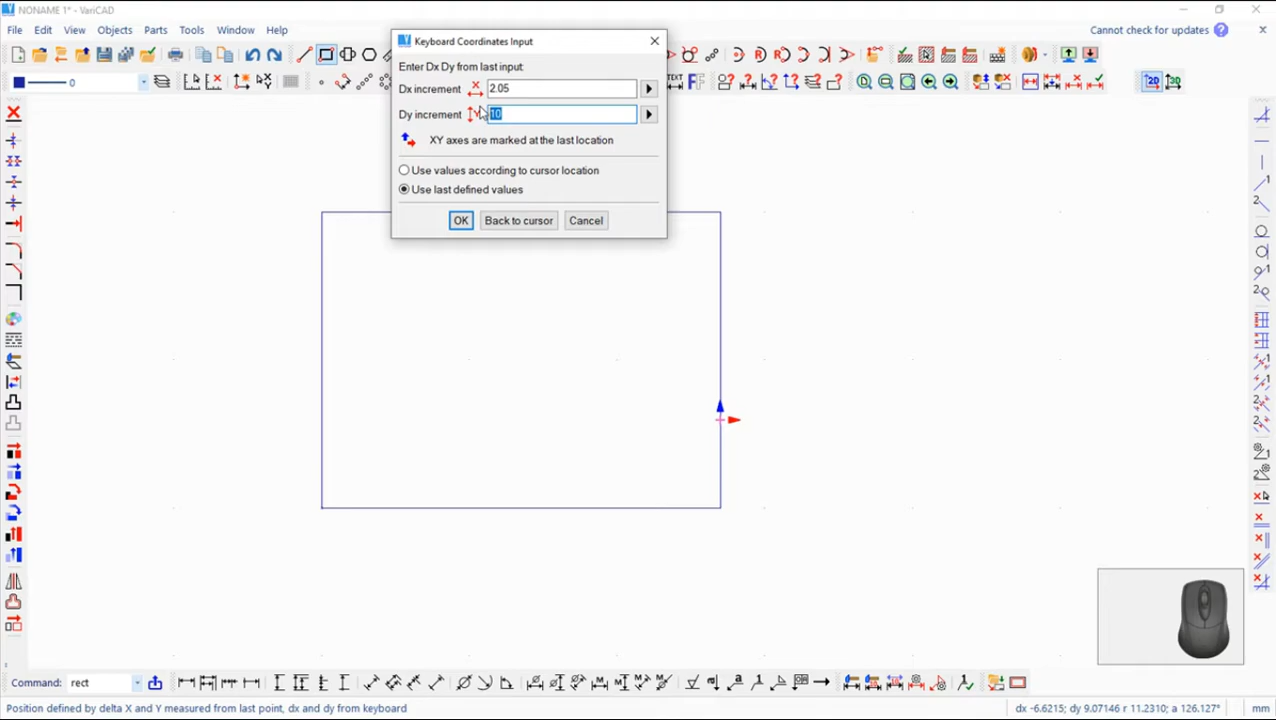 NONAME 1* - VariCAD
File Edit View Objects Parts Tools Window Help
Cannot check for updates ?
0
2D 3D
Keyboard Coordinates Input
Enter Dx Dy from last input:
Dx increment X 2.05
Dy increment Y 10
XY axes are marked at the last location
Use values according to cursor location
Use last defined values
OK Back to cursor Cancel
Command: rect
Position defined by delta X and Y measured from last point, dx and dy from keyboard
dx -6.6215; dy 9.07146 r 11.2310; a 126.127° mm